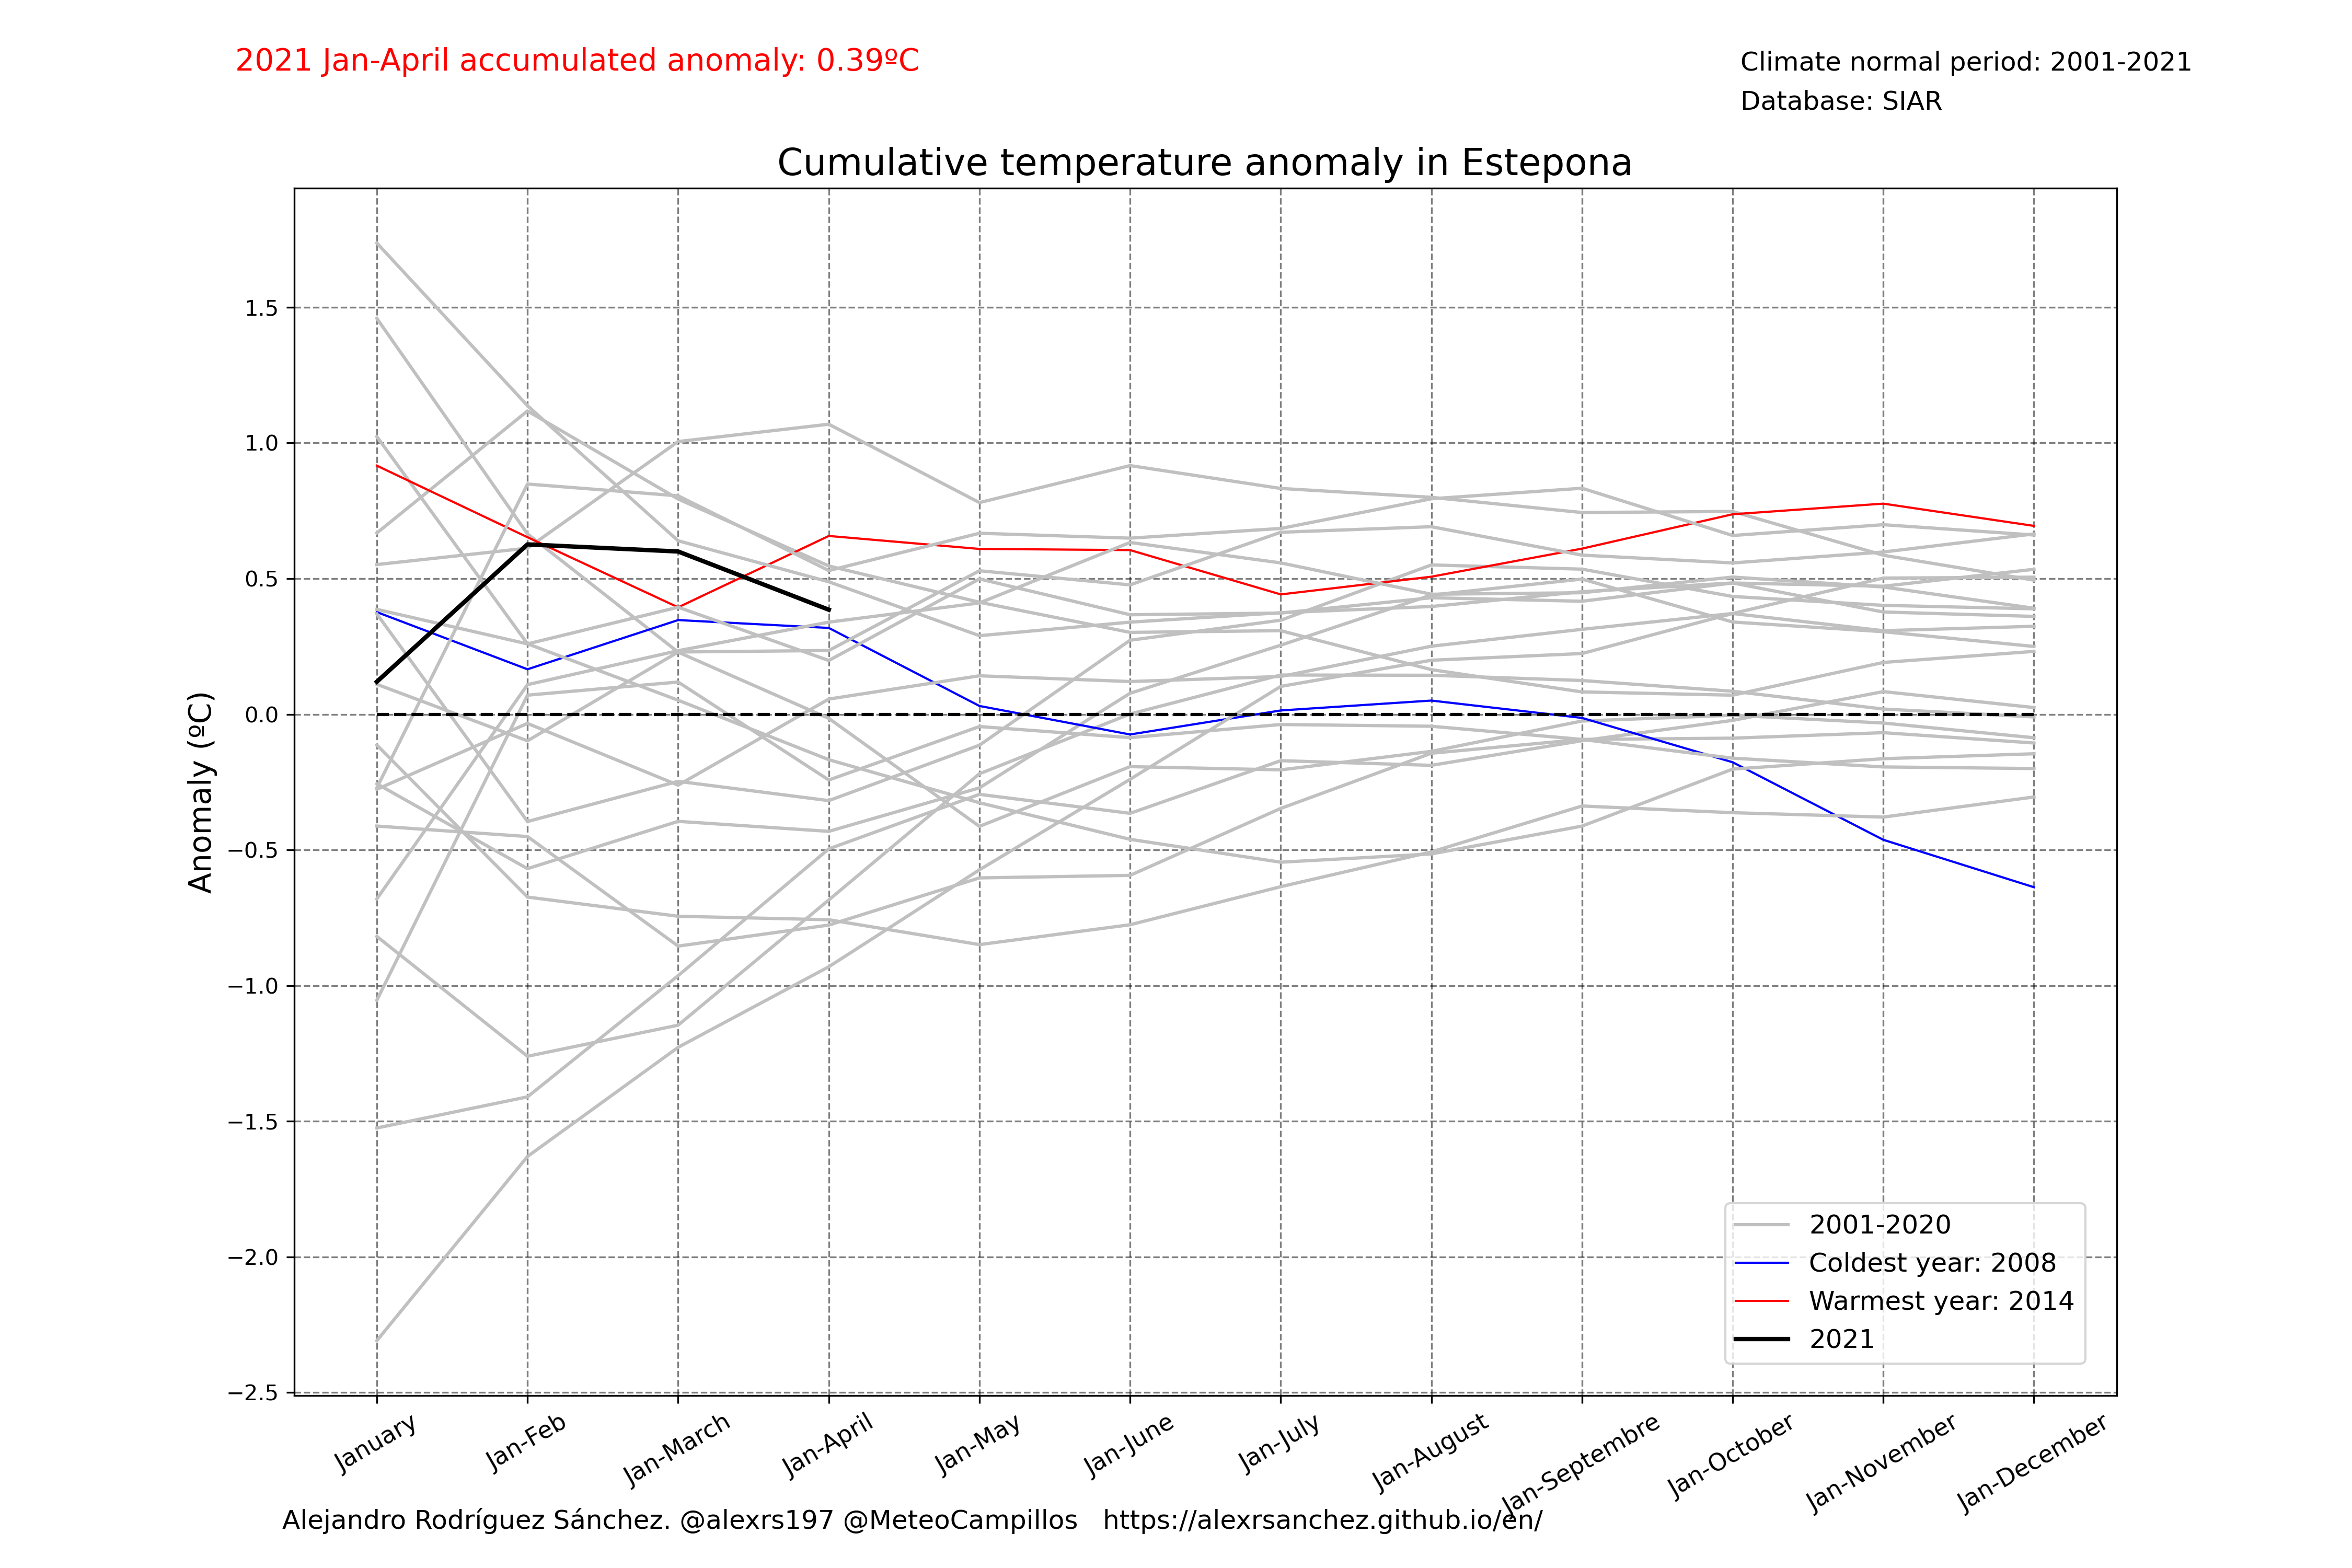 2021 Jan-April accumulated anomaly: 0.39ºC
Climate normal period: 2001-2021
Database: SIAR
Cumulative temperature anomaly in Estepona
Anomaly (ºC)
1.5
1.0
0.5
0.0
−0.5
−1.0
−1.5
−2.0
−2.5
2001-2020
Coldest year: 2008
Warmest year: 2014
2021
January
Jan-Feb
Jan-March
Jan-April
Jan-May
Jan-June
Jan-July
Jan-August
Jan-Septembre
Jan-October
Jan-November
Jan-December
Alejandro Rodríguez Sánchez. @alexrs197 @MeteoCampillos   https://alexrsanchez.github.io/en/